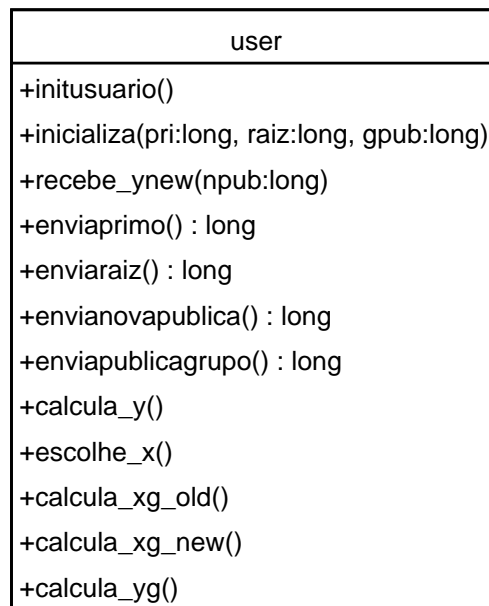 user
+initusuario()
+inicializa(pri:long, raiz:long, gpub:long)
+recebe_ynew(npub:long)
+enviaprimo() : long
+enviaraiz() : long
+envianovapublica() : long
+enviapublicagrupo() : long
+calcula_y()
+escolhe_x()
+calcula_xg_old()
+calcula_xg_new()
+calcula_yg()